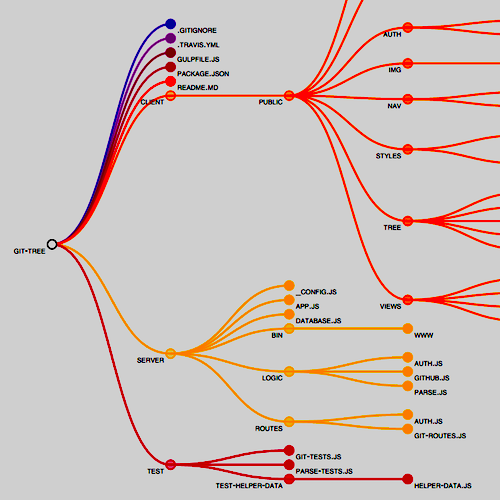 .GITIGNORE
.TRAVIS.YML
GULPFILE.JS
PACKAGE.JSON
README.MD
CLIENT
PUBLIC
AUTH
IMG
NAV
STYLES
TREE
VIEWS
GIT-TREE
SERVER
_CONFIG.JS
APP.JS
DATABASE.JS
BIN
WWW
LOGIC
AUTH.JS
GITHUB.JS
PARSE.JS
ROUTES
AUTH.JS
GIT-ROUTES.JS
TEST
GIT-TESTS.JS
PARSE-TESTS.JS
TEST-HELPER-DATA
HELPER-DATA.JS